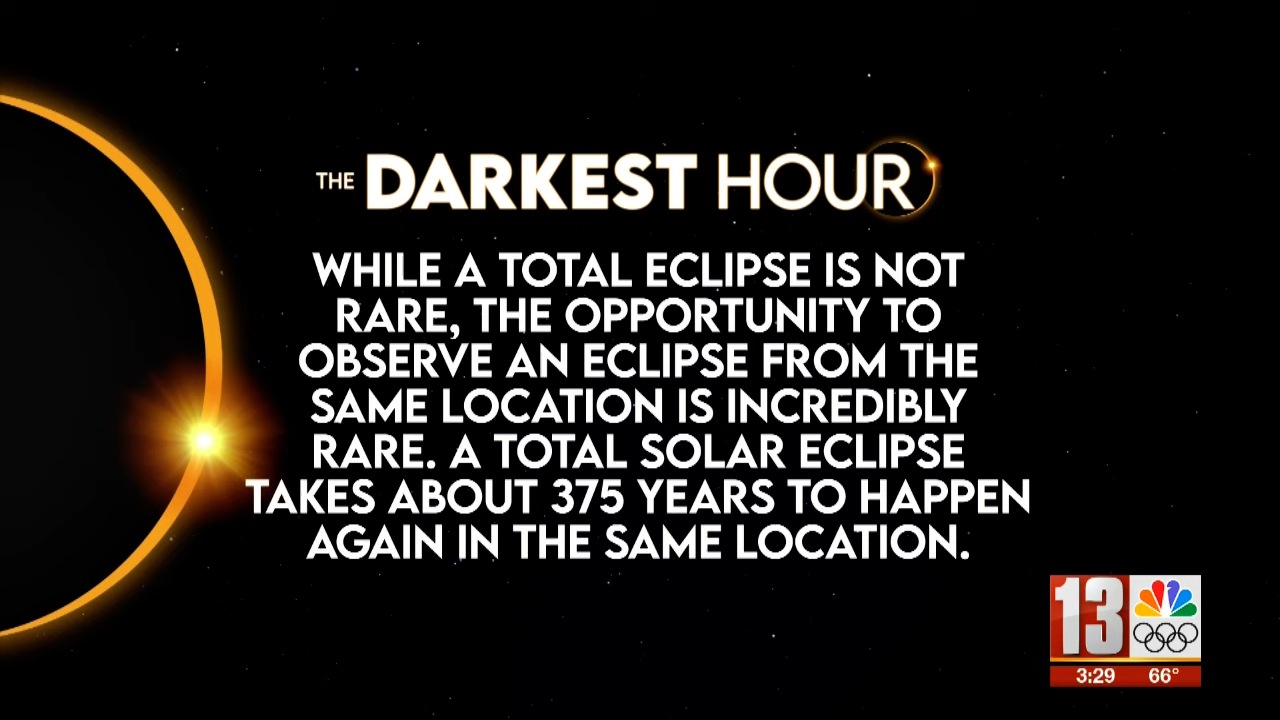 THE DARKEST HOUR
WHILE A TOTAL ECLIPSE IS NOT
RARE, THE OPPORTUNITY TO
OBSERVE AN ECLIPSE FROM THE
SAME LOCATION IS INCREDIBLY
RARE. A TOTAL SOLAR ECLIPSE
TAKES ABOUT 375 YEARS TO HAPPEN
AGAIN IN THE SAME LOCATION.
13
3:29 66°